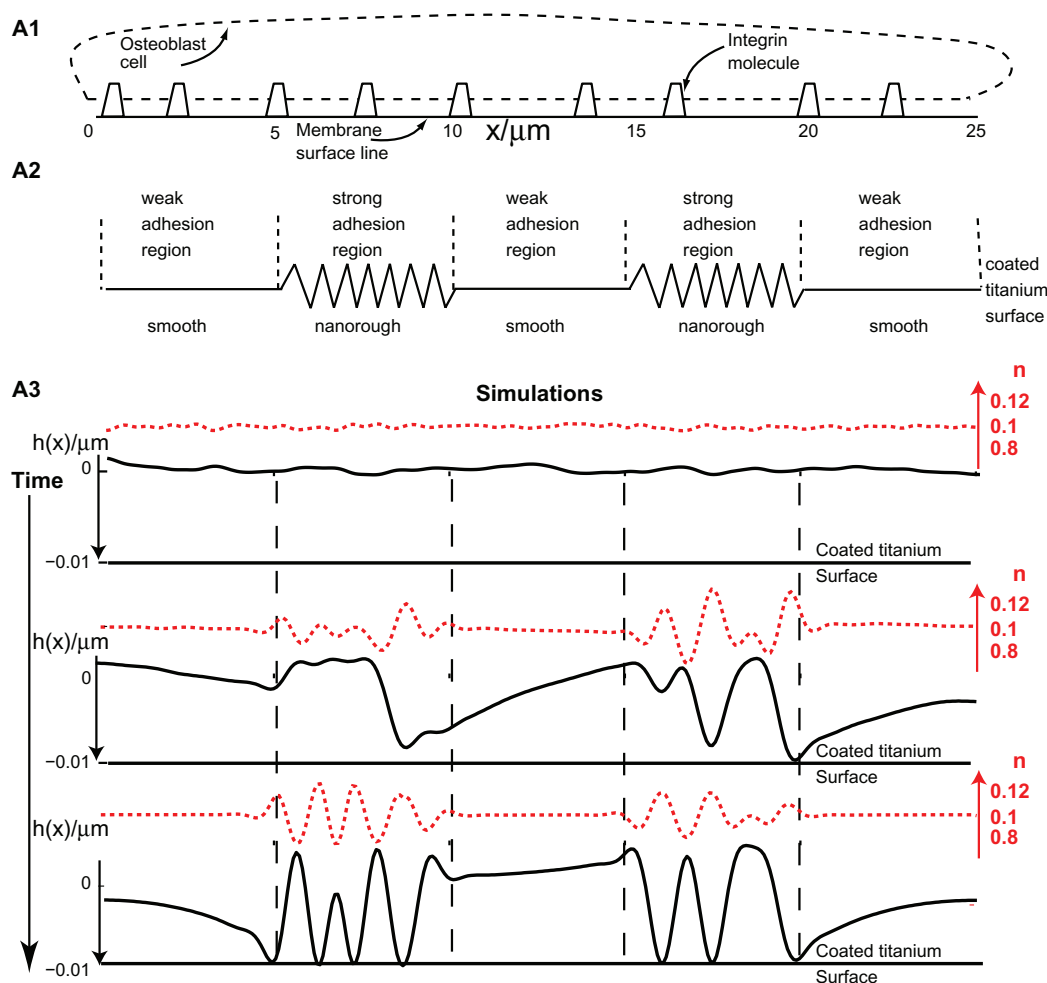 A1
Osteoblast
cell
Integrin
molecule
0
5
Membrane
surface line
10
x/μm
15
20
25
A2
weak
adhesion
region
strong
adhesion
region
weak
adhesion
region
strong
adhesion
region
weak
adhesion
region
coated
titanium
surface
smooth
nanorough
smooth
nanorough
smooth
A3
Simulations
n
0.12
0.1
0.8
h(x)/μm
0
Time
−0.01
Coated titanium
Surface
n
0.12
0.1
0.8
h(x)/μm
0
−0.01
Coated titanium
Surface
n
0.12
0.1
0.8
h(x)/μm
0
−0.01
Coated titanium
Surface